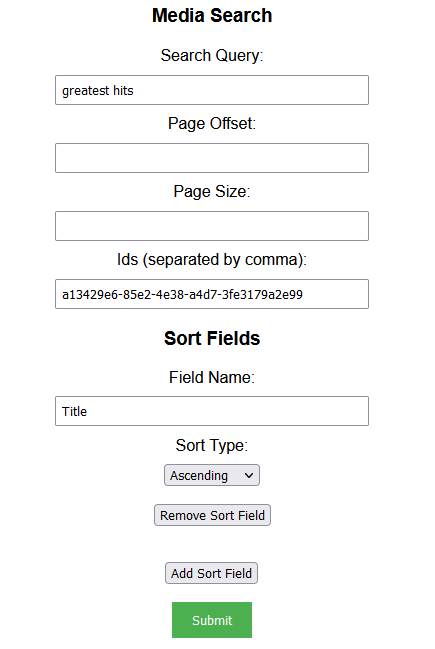 Media Search
Search Query:
greatest hits
Page Offset:
Page Size:
Ids (separated by comma):
a13429e6-85e2-4e38-a4d7-3fe3179a2e99
Sort Fields
Field Name:
Title
Sort Type:
Ascending
Remove Sort Field
Add Sort Field
Submit